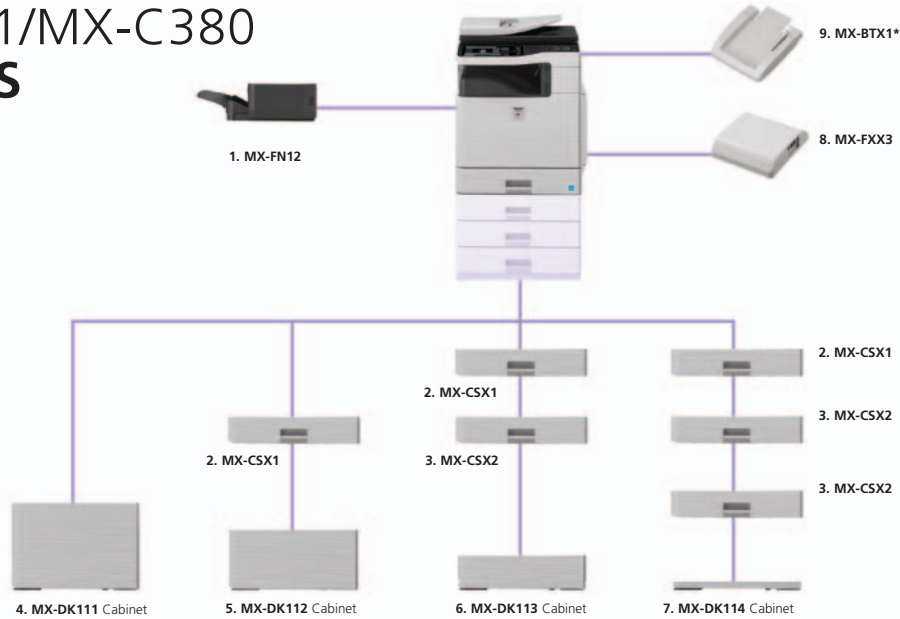 1/MX-C380
S
9. MX-BTX1*
8. MX-FXX3
1. MX-FN12
2. MX-CSX1
2. MX-CSX1
3. MX-CSX2
2. MX-CSX1
3. MX-CSX2
3. MX-CSX2
4. MX-DK111 Cabinet
5. MX-DK112 Cabinet
6. MX-DK113 Cabinet
7. MX-DK114 Cabinet